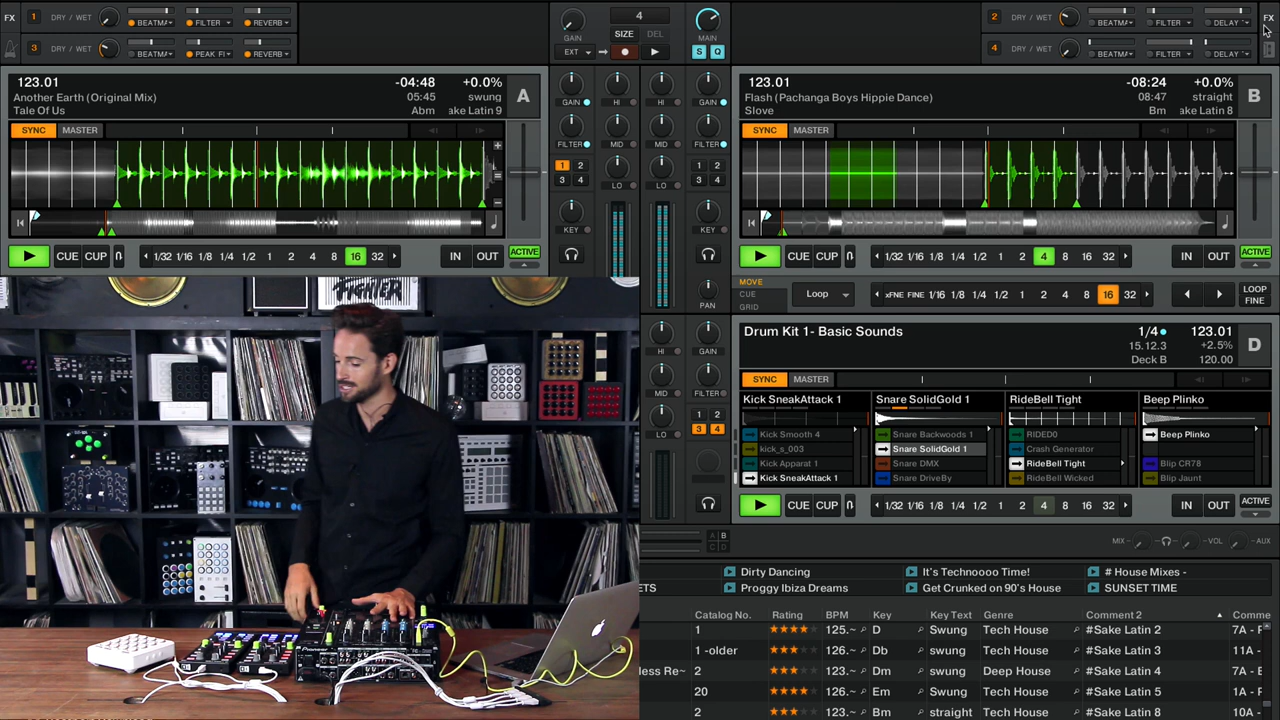 FX 1 DRY / WET BEATMA FILTER REVERB
3 DRY / WET BEATMA PEAK FI REVERB
4
GAIN SIZE DEL MAIN
EXT S Q
2 DRY / WET BEATMA FILTER DELAY FX
4 DRY / WET BEATMA FILTER DELAY T
123.01 -04:48 +0.0%
Another Earth (Original Mix) 05:45 swung A
Tale Of Us Abm ake Latin 9
SYNC MASTER
CUE CUP 1/32 1/16 1/8 1/4 1/2 1 2 4 8 16 32 IN OUT ACTIVE
GAIN HI HI GAIN
FILTER MID MID FILTER
1 2 LO LO 1 2
3 4 3 4
KEY KEY
PAN
123.01 -08:24 +0.0%
Flash (Pachanga Boys Hippie Dance) 08:47 straight B
Slove Bm ake Latin 8
SYNC MASTER
CUE CUP 1/32 1/16 1/8 1/4 1/2 1 2 4 8 16 32 IN OUT ACTIVE
MOVE
CUE Loop xFNE FINE 1/16 1/8 1/4 1/2 1 2 4 8 16 32 LOOP
GRID FINE
HI GAIN
MID FILTER
LO 1 2
3 4
Drum Kit 1- Basic Sounds 1/4 123.01
15.12.3 +2.5% D
Deck B 120.00
SYNC MASTER
Kick SneakAttack 1 Snare SolidGold 1 RideBell Tight Beep Plinko
Kick Smooth 4 Snare Backwoods 1 RIDED0 Beep Plinko
kick_s_003 Snare SolidGold 1 Crash Generator
Kick Apparat 1 Snare DMX RideBell Tight Blip CR78
Kick SneakAttack 1 Snare DriveBy RideBell Wicked Blip Jaunt
CUE CUP 1/32 1/16 1/8 1/4 1/2 1 2 4 8 16 32 IN OUT ACTIVE
A B
C D
MIX VOL AUX
Dirty Dancing It's Technoooo Time! # House Mixes -
ETS Proggy Ibiza Dreams Get Crunked on 90's House SUNSET TIME
Catalog No. Rating BPM Key Key Text Genre Comment 2 Comme
1 125.~ D Swung Tech House #Sake Latin 2 7A - F
1 -older 126.~ Db swung Tech House #Sake Latin 3 11A -
less Re~ 2 123.~ Dm swung Deep House #Sake Latin 4 7A - E
20 126.~ Em swung Tech House #Sake Latin 5 1A - F
2 123.~ Bm straight Tech House #Sake Latin 8 10A -
Pioneer